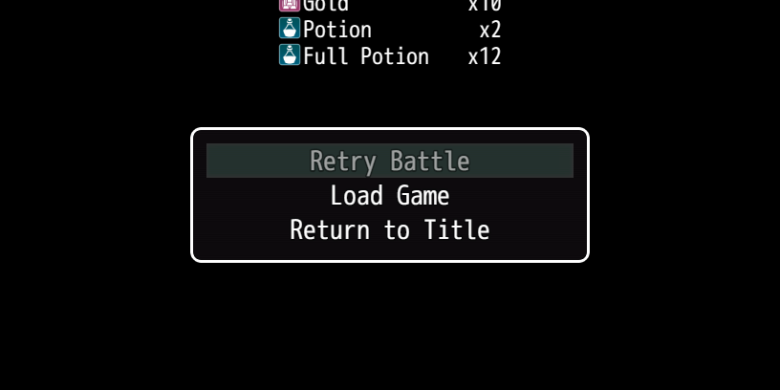 Gold x10
Potion x2
Full Potion x12
Retry Battle
Load Game
Return to Title